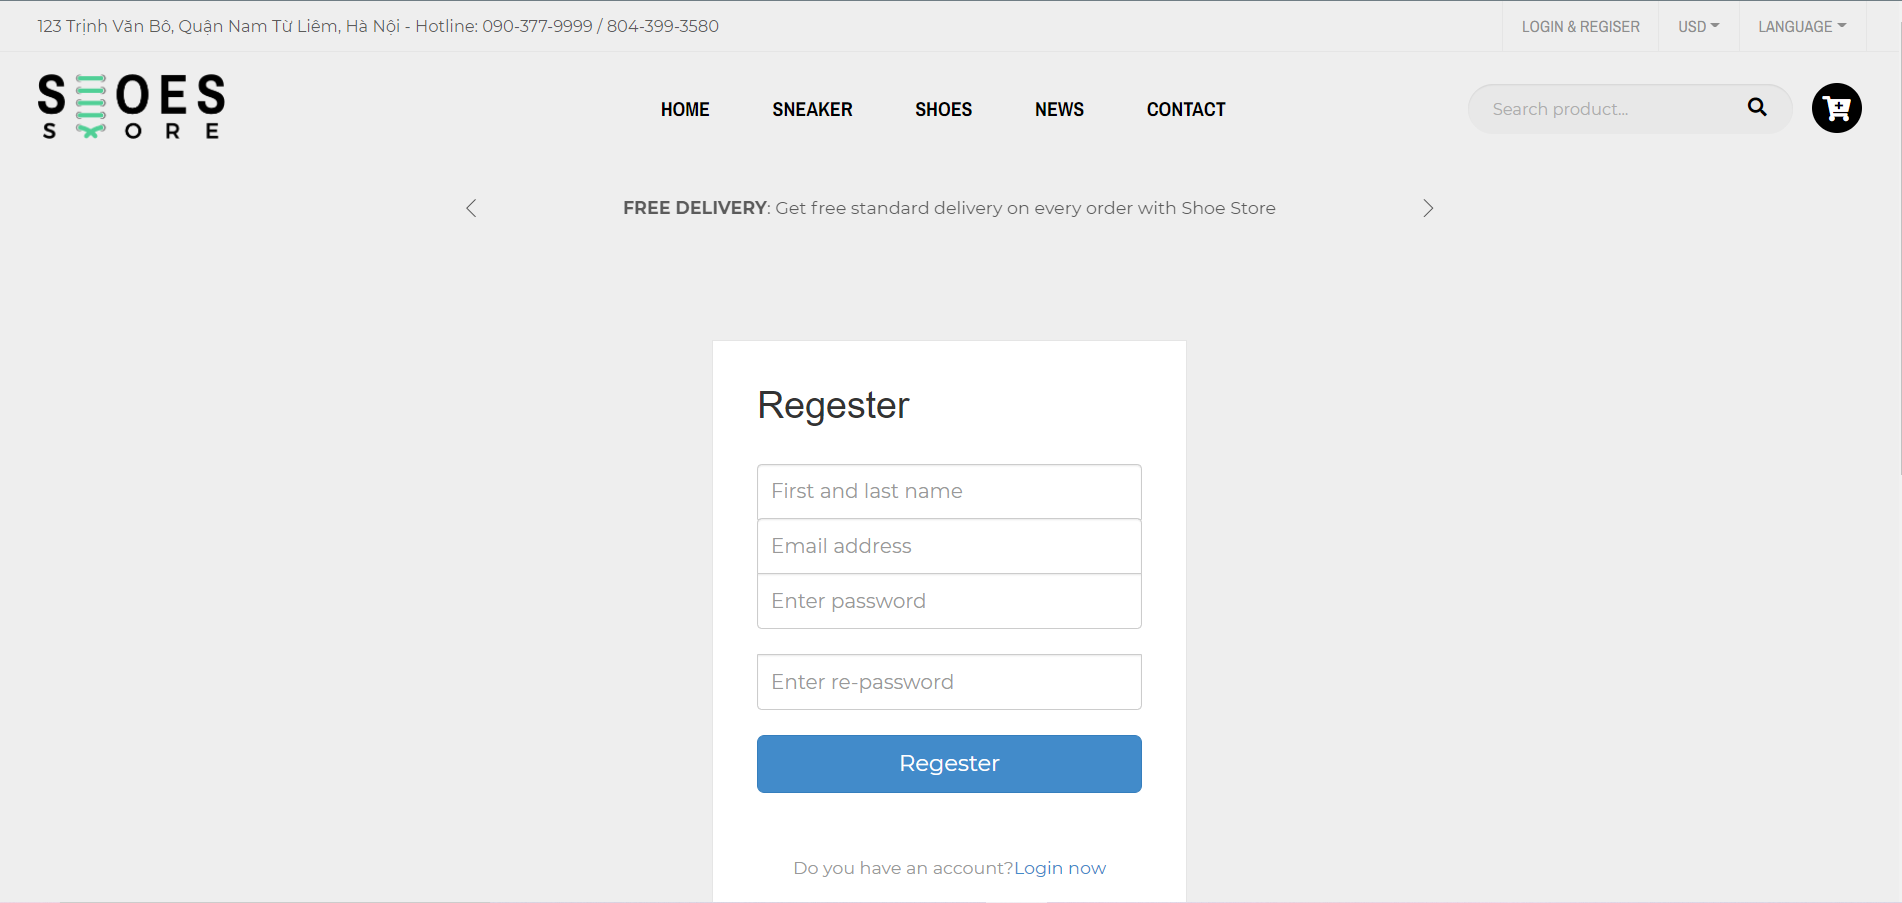 123 Trịnh Văn Bô, Quận Nam Từ Liêm, Hà Nội - Hotline: 090-377-9999 / 804-399-3580
LOGIN & REGISER
USD
LANGUAGE
SHOES
STORE
HOME
SNEAKER
SHOES
NEWS
CONTACT
Search product...
FREE DELIVERY: Get free standard delivery on every order with Shoe Store
Regester
First and last name
Email address
Enter password
Enter re-password
Regester
Do you have an account?Login now